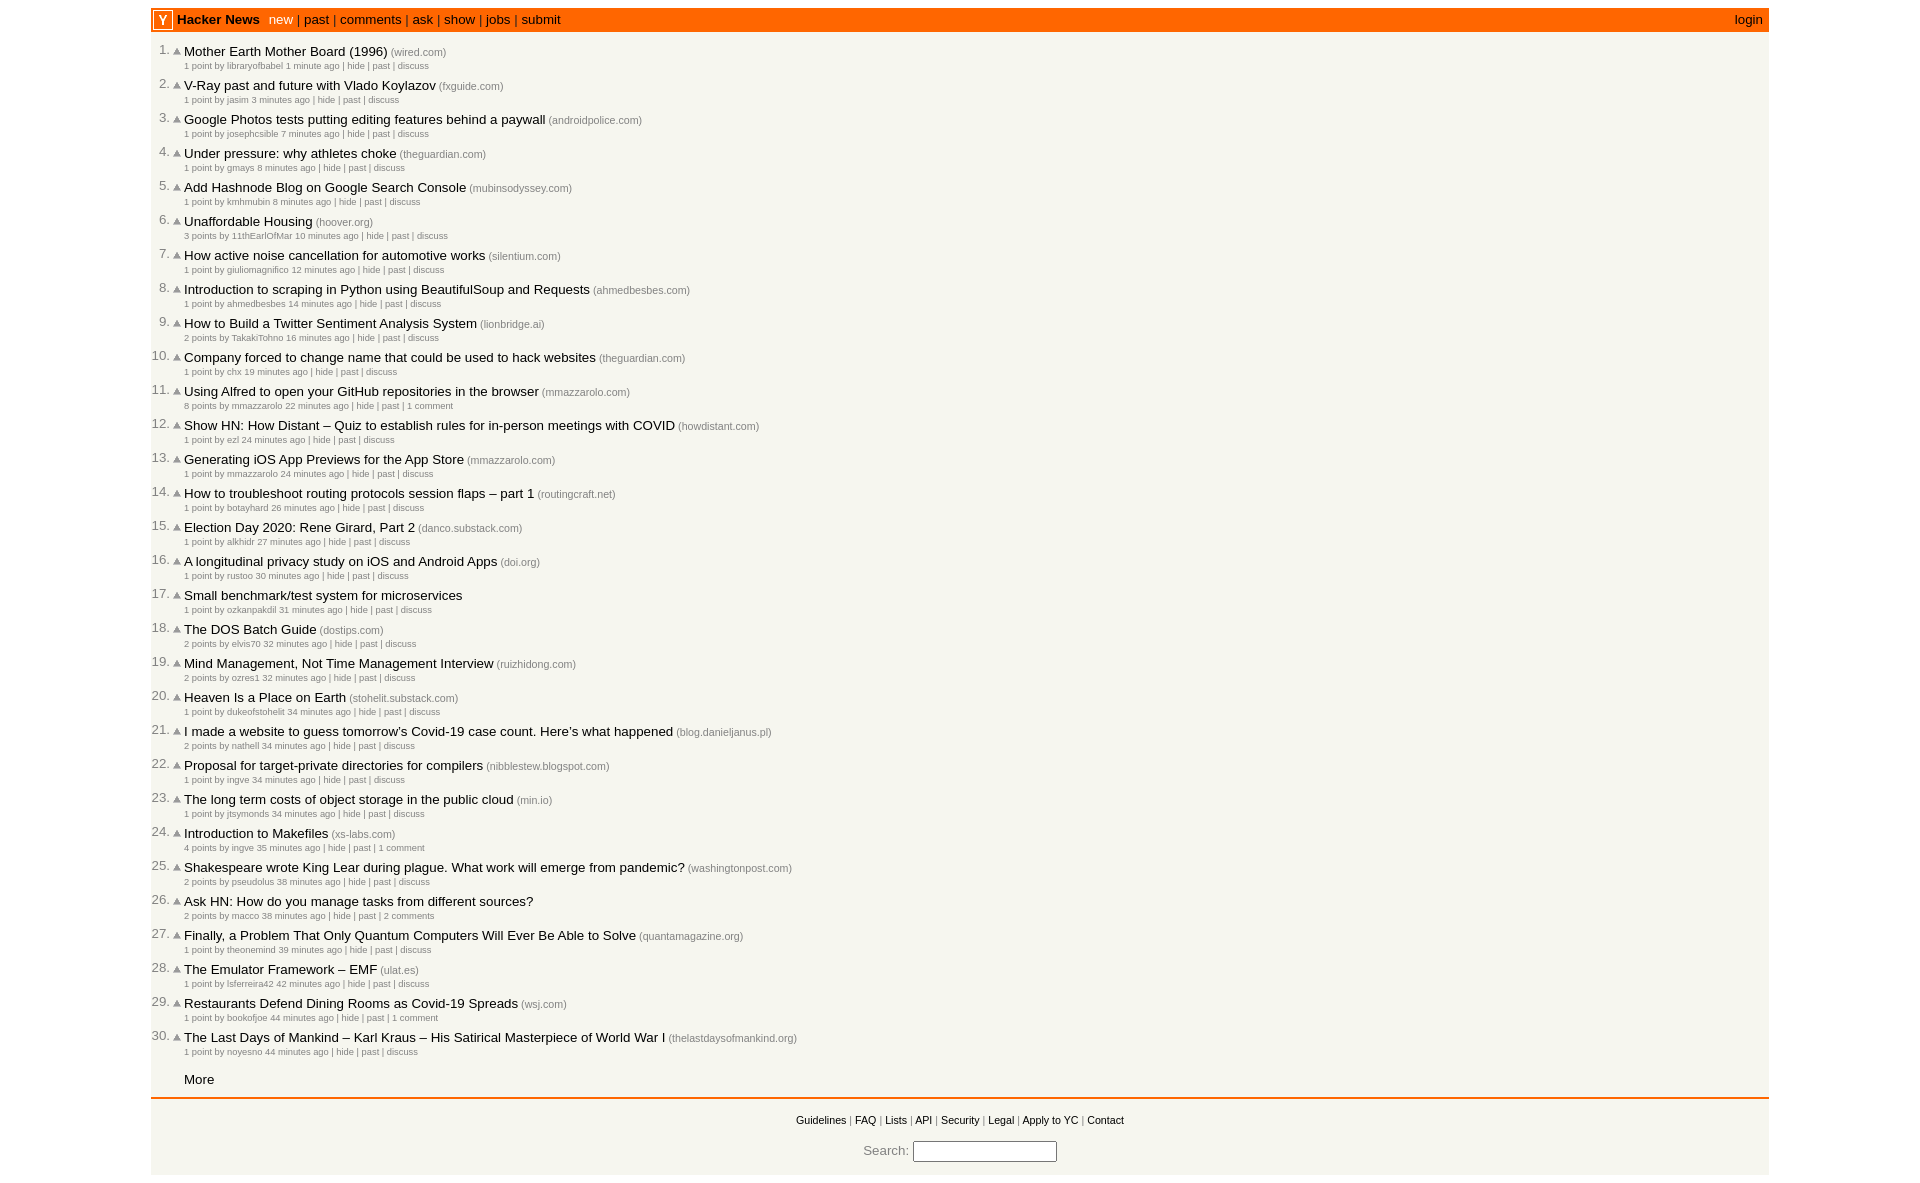 Y Hacker News new | past | comments | ask | show | jobs | submit login
1. Mother Earth Mother Board (1996) (wired.com)
1 point by libraryofbabel 1 minute ago | hide | past | discuss
2. V-Ray past and future with Vlado Koylazov (fxguide.com)
1 point by jasim 3 minutes ago | hide | past | discuss
3. Google Photos tests putting editing features behind a paywall (androidpolice.com)
1 point by josephcsible 7 minutes ago | hide | past | discuss
4. Under pressure: why athletes choke (theguardian.com)
1 point by gmays 8 minutes ago | hide | past | discuss
5. Add Hashnode Blog on Google Search Console (mubinsodyssey.com)
1 point by kmhmubin 8 minutes ago | hide | past | discuss
6. Unaffordable Housing (hoover.org)
3 points by 11thEarlOfMar 10 minutes ago | hide | past | discuss
7. How active noise cancellation for automotive works (silentium.com)
1 point by giuliomagnifico 12 minutes ago | hide | past | discuss
8. Introduction to scraping in Python using BeautifulSoup and Requests (ahmedbesbes.com)
1 point by ahmedbesbes 14 minutes ago | hide | past | discuss
9. How to Build a Twitter Sentiment Analysis System (lionbridge.ai)
2 points by TakakiTohno 16 minutes ago | hide | past | discuss
10. Company forced to change name that could be used to hack websites (theguardian.com)
1 point by chx 19 minutes ago | hide | past | discuss
11. Using Alfred to open your GitHub repositories in the browser (mmazzarolo.com)
8 points by mmazzarolo 22 minutes ago | hide | past | 1 comment
12. Show HN: How Distant – Quiz to establish rules for in-person meetings with COVID (howdistant.com)
1 point by ezl 24 minutes ago | hide | past | discuss
13. Generating iOS App Previews for the App Store (mmazzarolo.com)
1 point by mmazzarolo 24 minutes ago | hide | past | discuss
14. How to troubleshoot routing protocols session flaps – part 1 (routingcraft.net)
1 point by botayhard 26 minutes ago | hide | past | discuss
15. Election Day 2020: Rene Girard, Part 2 (danco.substack.com)
1 point by alkhidr 27 minutes ago | hide | past | discuss
16. A longitudinal privacy study on iOS and Android Apps (doi.org)
1 point by rustoo 30 minutes ago | hide | past | discuss
17. Small benchmark/test system for microservices
1 point by ozkanpakdil 31 minutes ago | hide | past | discuss
18. The DOS Batch Guide (dostips.com)
2 points by elvis70 32 minutes ago | hide | past | discuss
19. Mind Management, Not Time Management Interview (ruizhidong.com)
2 points by ozres1 32 minutes ago | hide | past | discuss
20. Heaven Is a Place on Earth (stohelit.substack.com)
1 point by dukeofstohelit 34 minutes ago | hide | past | discuss
21. I made a website to guess tomorrow’s Covid-19 case count. Here’s what happened (blog.danieljanus.pl)
2 points by nathell 34 minutes ago | hide | past | discuss
22. Proposal for target-private directories for compilers (nibblestew.blogspot.com)
1 point by ingve 34 minutes ago | hide | past | discuss
23. The long term costs of object storage in the public cloud (min.io)
1 point by jtsymonds 34 minutes ago | hide | past | discuss
24. Introduction to Makefiles (xs-labs.com)
4 points by ingve 35 minutes ago | hide | past | 1 comment
25. Shakespeare wrote King Lear during plague. What work will emerge from pandemic? (washingtonpost.com)
2 points by pseudolus 38 minutes ago | hide | past | discuss
26. Ask HN: How do you manage tasks from different sources?
2 points by macco 38 minutes ago | hide | past | 2 comments
27. Finally, a Problem That Only Quantum Computers Will Ever Be Able to Solve (quantamagazine.org)
1 point by theonemind 39 minutes ago | hide | past | discuss
28. The Emulator Framework – EMF (ulat.es)
1 point by lsferreira42 42 minutes ago | hide | past | discuss
29. Restaurants Defend Dining Rooms as Covid-19 Spreads (wsj.com)
1 point by bookofjoe 44 minutes ago | hide | past | 1 comment
30. The Last Days of Mankind – Karl Kraus – His Satirical Masterpiece of World War I (thelastdaysofmankind.org)
1 point by noyesno 44 minutes ago | hide | past | discuss
More
Guidelines | FAQ | Lists | API | Security | Legal | Apply to YC | Contact
Search: